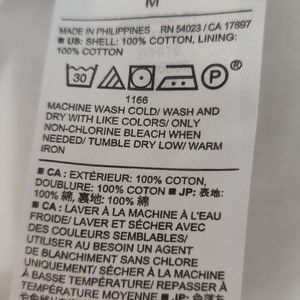 M
MADE IN PHILIPPINES RN 54023 / CA 17897
■ US: SHELL: 100% COTTON, LINING:
100% COTTON
30 P
1166
MACHINE WASH COLD/ WASH AND
DRY WITH LIKE COLORS/ ONLY
NON-CHLORINE BLEACH WHEN
NEEDED/ TUMBLE DRY LOW/ WARM
IRON
■ CA : EXTÉRIEUR: 100% COTON,
DOUBLURE: 100% COTON ■ JP: 表地:
100% 綿, 裏地: 100% 綿
■ CA: LAVER À LA MACHINE À L'EAU
FROIDE/ LAVER ET SÉCHER AVEC
DES COULEURS SEMBLABLES/
UTILISER AU BESOIN UN AGENT
DE BLANCHIMENT SANS CHLORE
UNIQUEMENT/ SÉCHER À LA MACHINE
À BASSE TEMPÉRATURE/ REPASSER À
TEMPÉRATURE MOYENNE ■ JP: 色落ち